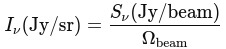 I_ν(Jy/sr) = S_ν(Jy/beam) / Ω_beam